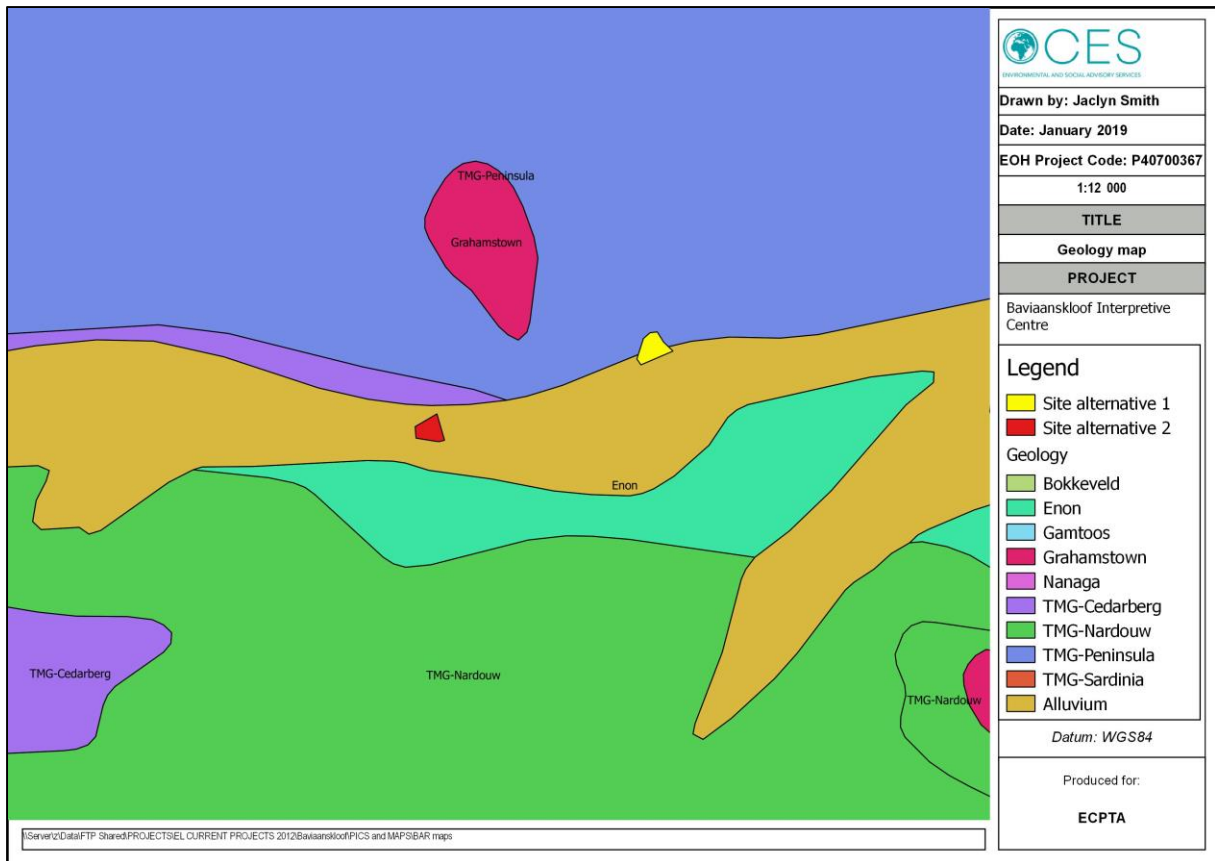 TMG-Peninsula
Grahamstown
Enon
TMG-Cedarberg
TMG-Nardouw
TMG-Nardouw
CES
ENVIRONMENTAL AND SOCIAL ADVISORY SERVICES
Drawn by: Jaclyn Smith
Date: January 2019
EOH Project Code: P40700367
1:12 000
TITLE
Geology map
PROJECT
Baviaanskloof Interpretive
Centre
Legend
Site alternative 1
Site alternative 2
Geology
Bokkeveld
Enon
Gamtoos
Grahamstown
Nanaga
TMG-Cedarberg
TMG-Nardouw
TMG-Peninsula
TMG-Sardinia
Alluvium
Datum: WGS84
Produced for:
ECPTA
\\Server\z\Data\FTP Shared\PROJECTS\EL CURRENT PROJECTS 2012\Baviaanskloof\PICS and MAPS\BAR maps